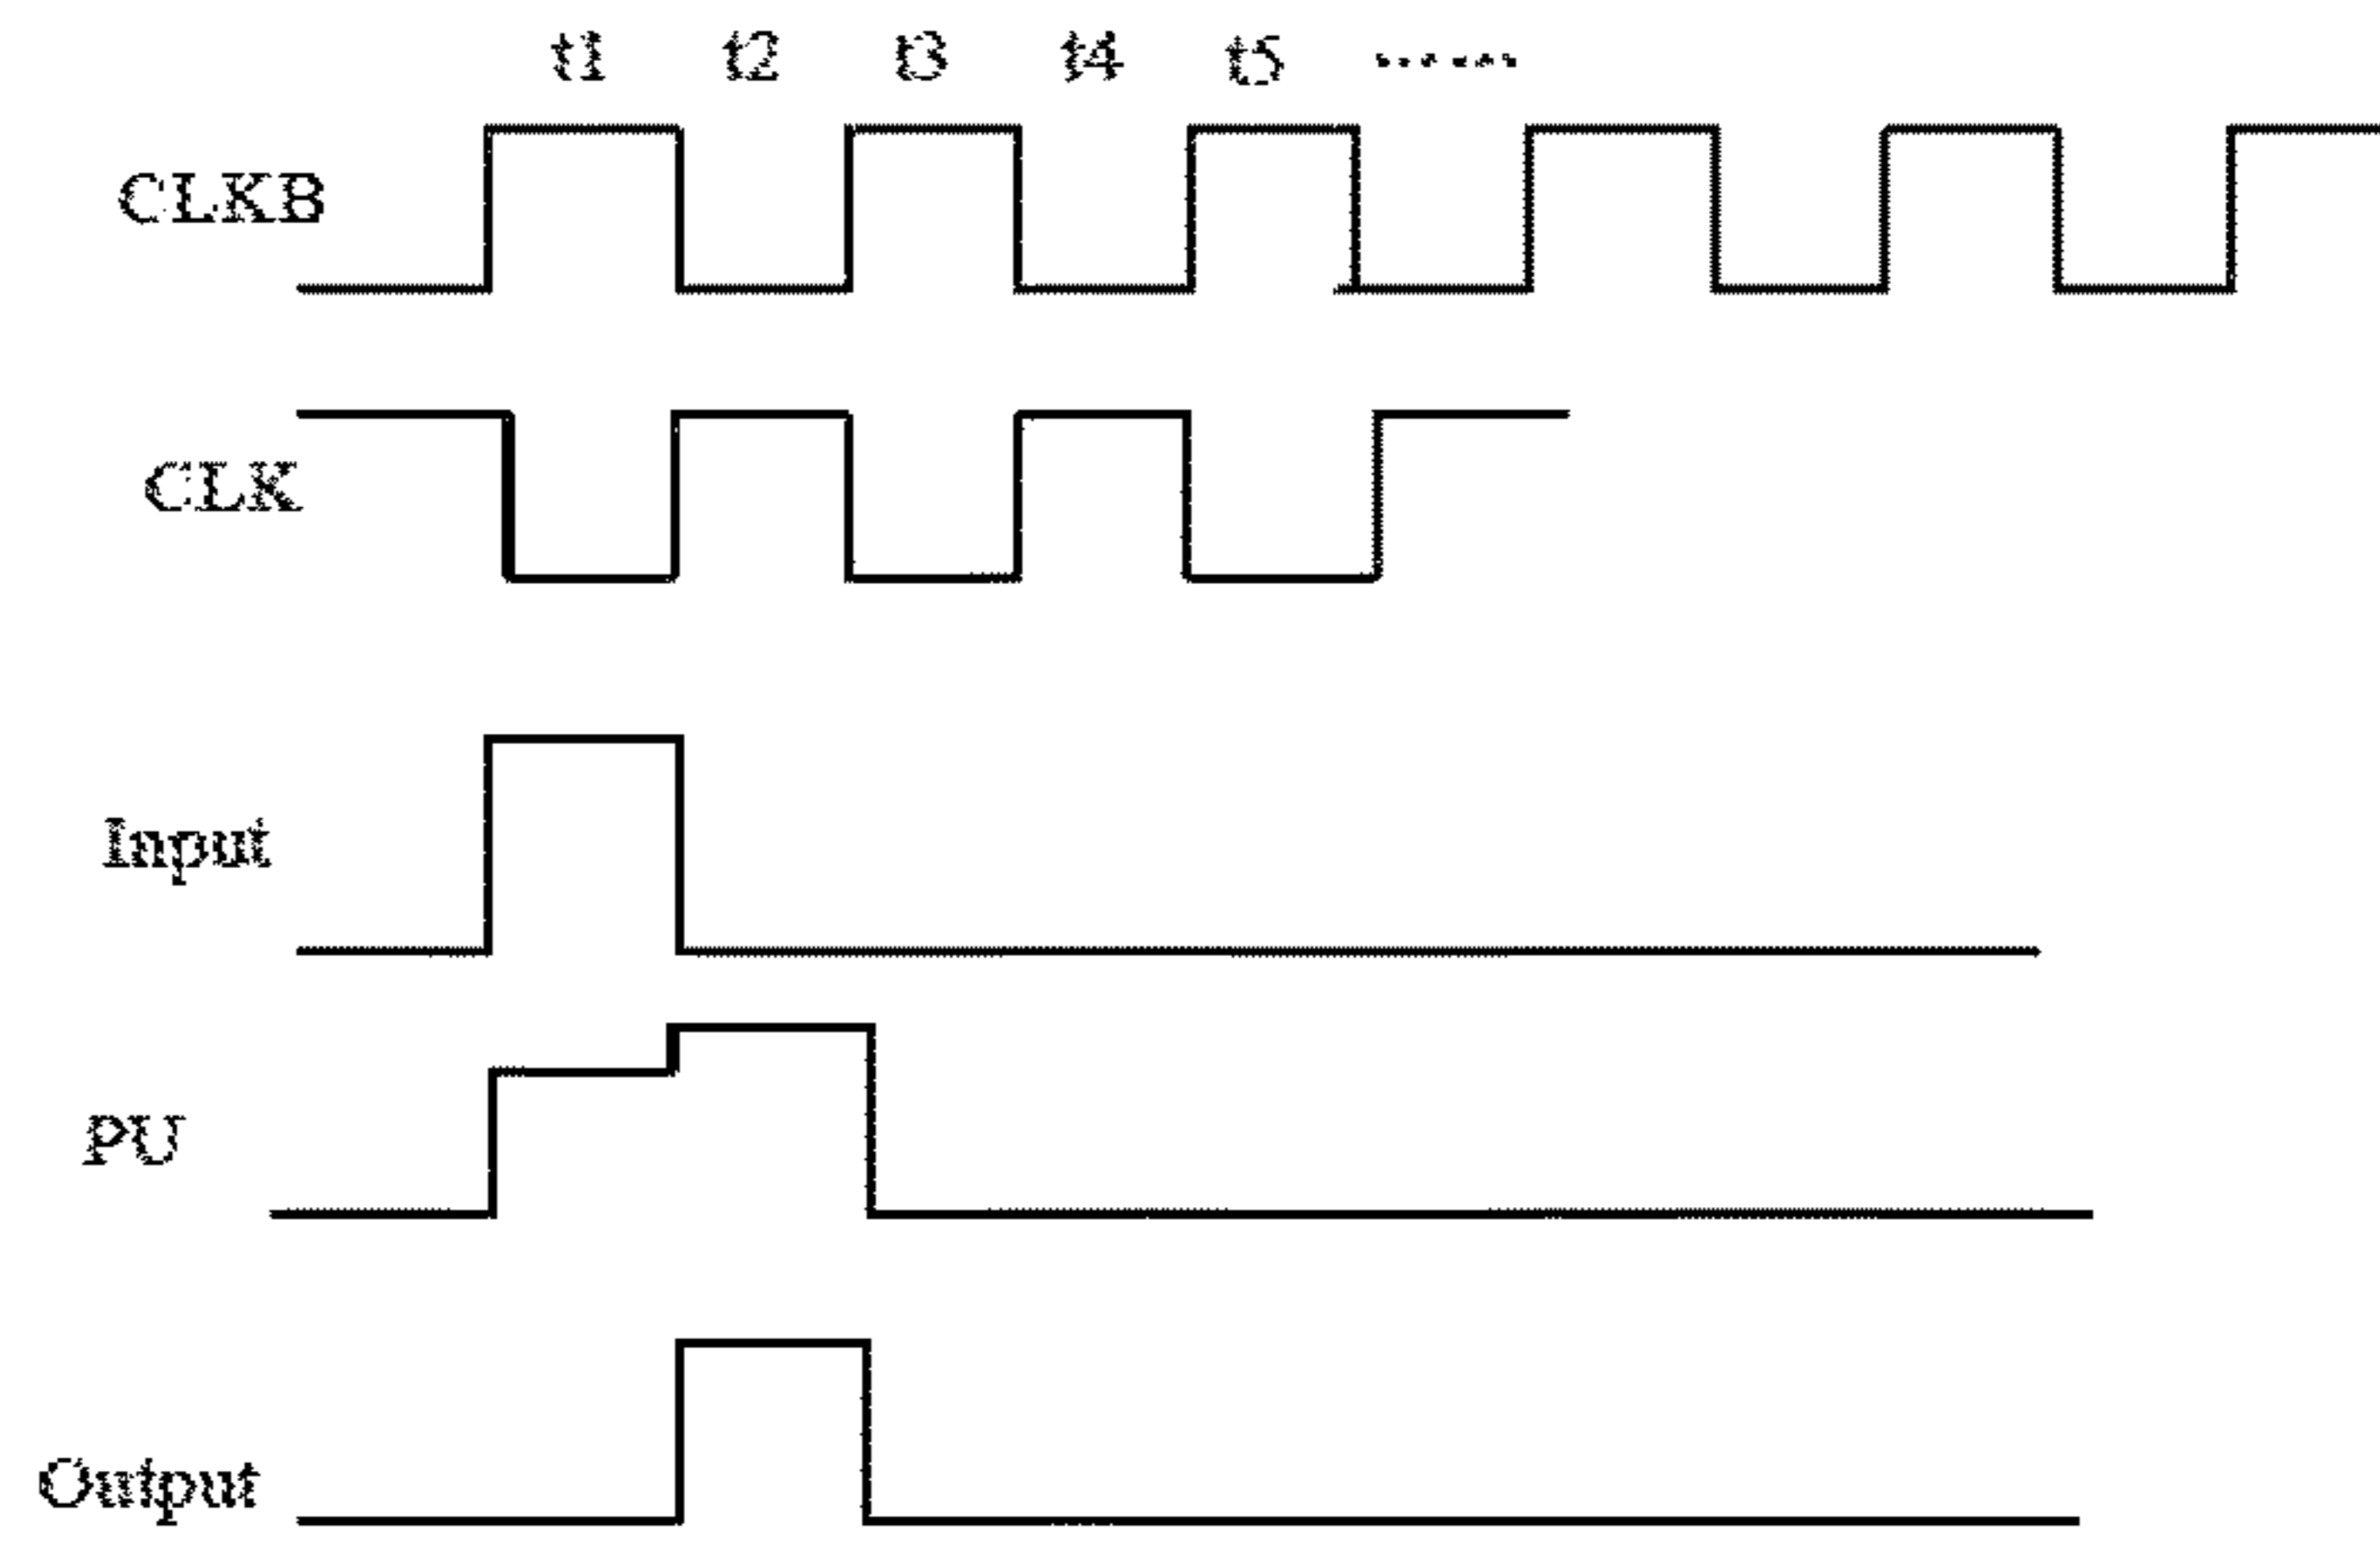 t1 t2 t3 t4 t5 ......
CLKB
CLK
Input
PU
Output